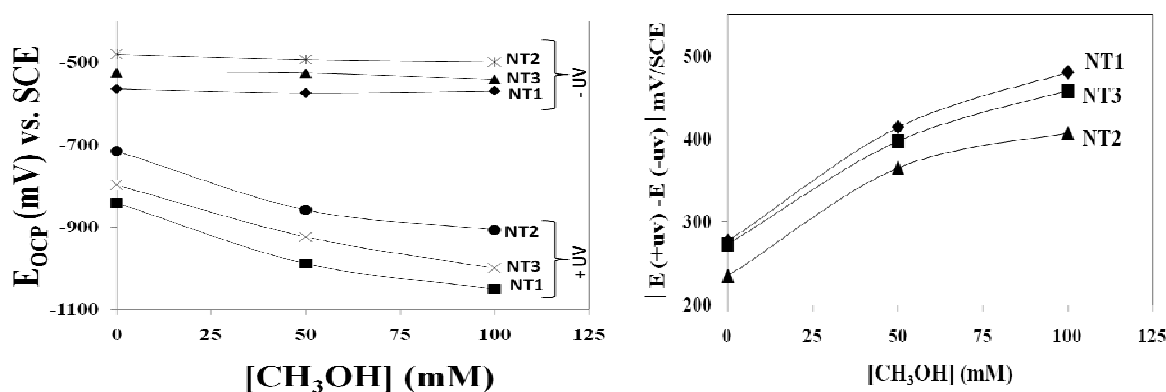 E_OCP (mV) vs. SCE
-500
-700
-900
-1100
NT2
NT3
NT1
- UV
NT2
NT3
NT1
+ UV
0 25 50 75 100 125
[CH₃OH] (mM)
| E (+uv) -E (-uv) | mV/SCE
500
400
300
200
NT1
NT3
NT2
0 25 50 75 100 125
[CH₃OH] (mM)